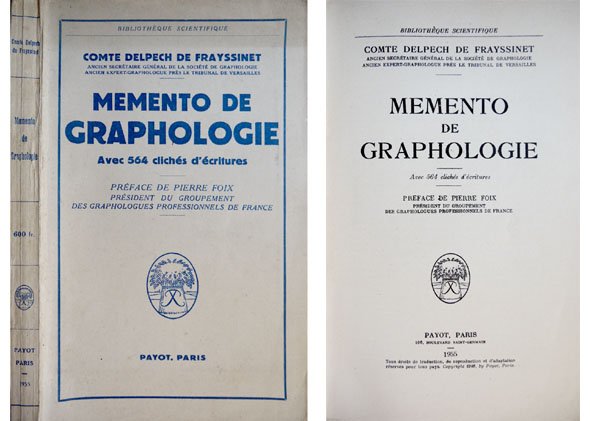 Comte Delpech
de Frayssinet
Memento
de
Graphologie
600 fr.
PAYOT
PARIS
1955
BIBLIOTHÈQUE SCIENTIFIQUE
COMTE DELPECH DE FRAYSSINET
ANCIEN SECRÉTAIRE GÉNÉRAL DE LA SOCIÉTÉ DE GRAPHOLOGIE
ANCIEN EXPERT-GRAPHOLOGUE PRÈS LE TRIBUNAL DE VERSAILLES
MEMENTO DE
GRAPHOLOGIE
Avec 564 clichés d'écritures
PRÉFACE DE PIERRE FOIX
PRÉSIDENT DU GROUPEMENT
DES GRAPHOLOGUES PROFESSIONNELS DE FRANCE
PAYOT, PARIS
BIBLIOTHÈQUE SCIENTIFIQUE
COMTE DELPECH DE FRAYSSINET
ANCIEN SECRÉTAIRE GÉNÉRAL DE LA SOCIÉTÉ DE GRAPHOLOGIE
ANCIEN EXPERT-GRAPHOLOGUE PRÈS LE TRIBUNAL DE VERSAILLES
MEMENTO
DE
GRAPHOLOGIE
Avec 564 clichés d'écritures
PRÉFACE DE PIERRE FOIX
PRÉSIDENT DU GROUPEMENT
DES GRAPHOLOGUES PROFESSIONNELS DE FRANCE
PAYOT, PARIS
106, BOULEVARD SAINT-GERMAIN
1955
Tous droits de traduction, de reproduction et d'adaptation
réservés pour tous pays. Copyright by Payot, Paris.